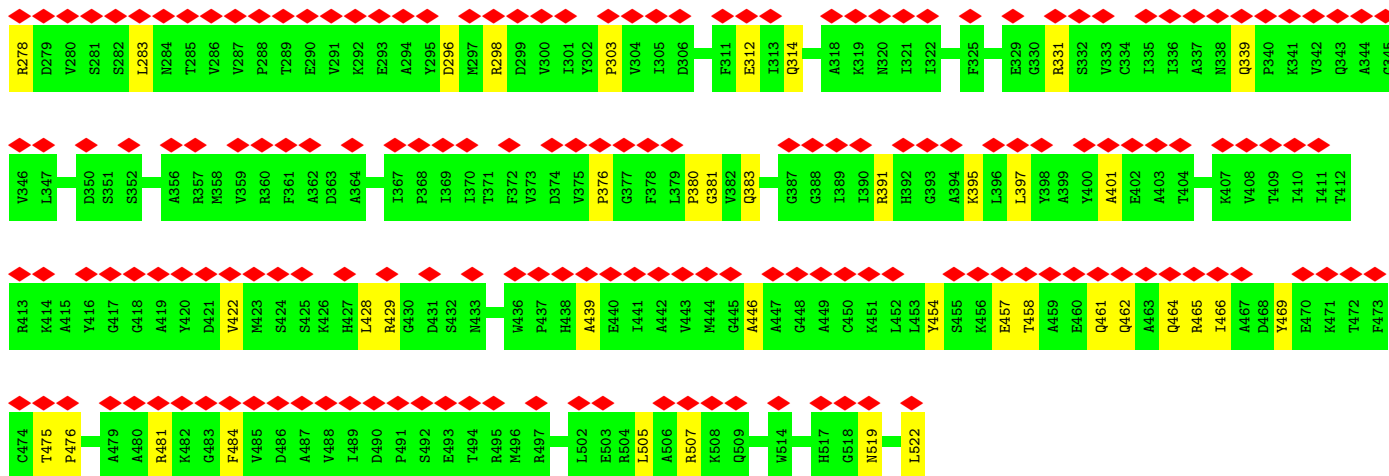 R278 D279 V280 S281 S282 L283 N284 T285 V286 V287 P288 T289 E290 V291 K292 E293 A294 Y295 D296 M297 R298 D299 V300 I301 Y302 P303 V304 I305 D306 F311 E312 I313 Q314 A318 K319 N320 I321 I322 F325 E329 G330 R331 S332 V333 C334 I335 I336 A337 N338 Q339 P340 K341 V342 Q343 A344 G345
V346 L347 D350 S351 S352 A356 R357 M358 V359 R360 F361 A362 D363 A364 I367 P368 I369 I370 T371 F372 V373 D374 V375 P376 G377 F378 L379 P380 G381 V382 Q383 G387 G388 I389 I390 R391 H392 G393 A394 K395 L396 L397 Y398 A399 Y400 A401 E402 A403 T404 K407 V408 T409 I410 I411 T412
R413 K414 A415 Y416 G417 G418 A419 Y420 D421 V422 M423 S424 S425 K426 H427 L428 R429 G430 D431 S432 N433 W436 P437 H438 A439 E440 I441 A442 V443 M444 G445 A446 A447 G448 A449 C450 K451 L452 L453 Y454 S455 K456 E457 T458 A459 E460 Q461 Q462 A463 Q464 R465 I466 A467 D468 Y469 E470 K471 T472 F473
C474 T475 P476 A479 A480 R481 K482 G483 F484 V485 D486 A487 V488 I489 D490 P491 S492 E493 T494 R495 M496 R497 L502 E503 R504 L505 A506 R507 K508 Q509 W514 H517 G518 N519 L522